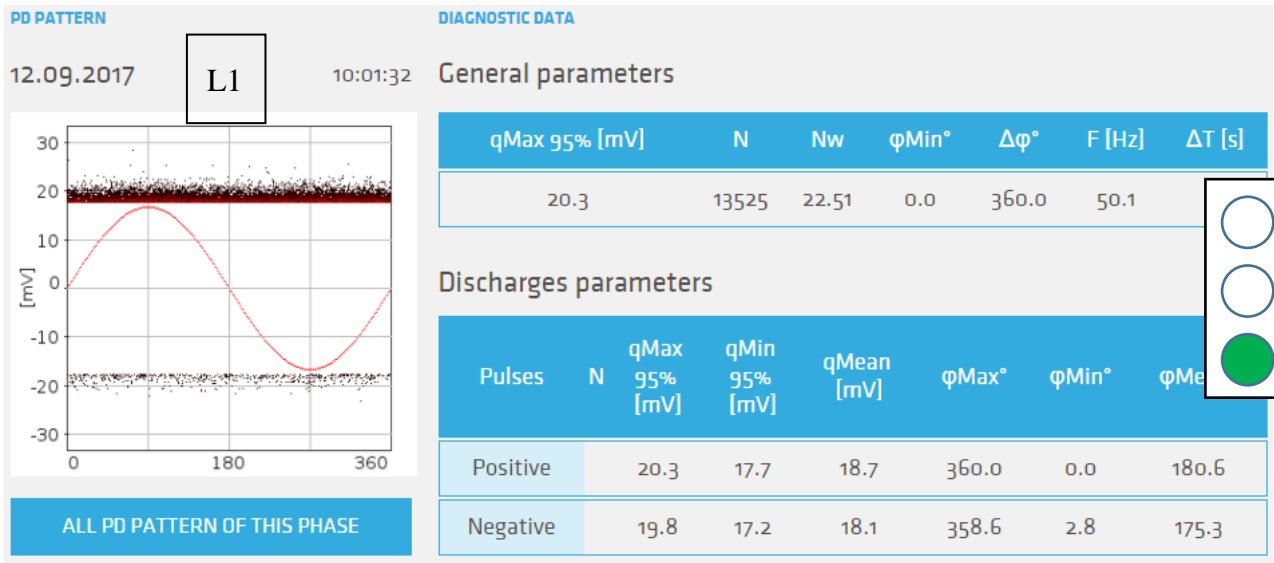 PD PATTERN
12.09.2017 L1 10:01:32
30
20
10
0
-10
-20
-30
[mV]
0 180 360
ALL PD PATTERN OF THIS PHASE
DIAGNOSTIC DATA
General parameters
qMax 95% [mV] N Nw φMin° Δφ° F [Hz] ΔT [s]
20.3 13525 22.51 0.0 360.0 50.1
Discharges parameters
Pulses N qMax 95% [mV] qMin 95% [mV] qMean [mV] φMax° φMin° φMe
Positive 20.3 17.7 18.7 360.0 0.0 180.6
Negative 19.8 17.2 18.1 358.6 2.8 175.3